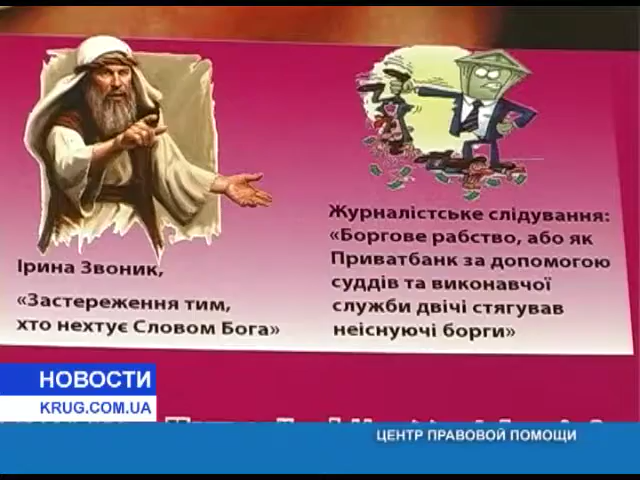 Ірина Звоник,
«Застереження тим,
хто нехтує Словом Бога»
Журналістське слідування:
«Боргове рабство, або як
Приватбанк за допомогою
суддів та виконавчої
служби двічі стягував
неіснуючі борги»
НОВОСТИ
KRUG.COM.UA
ЦЕНТР ПРАВОВОЙ ПОМОЩИ